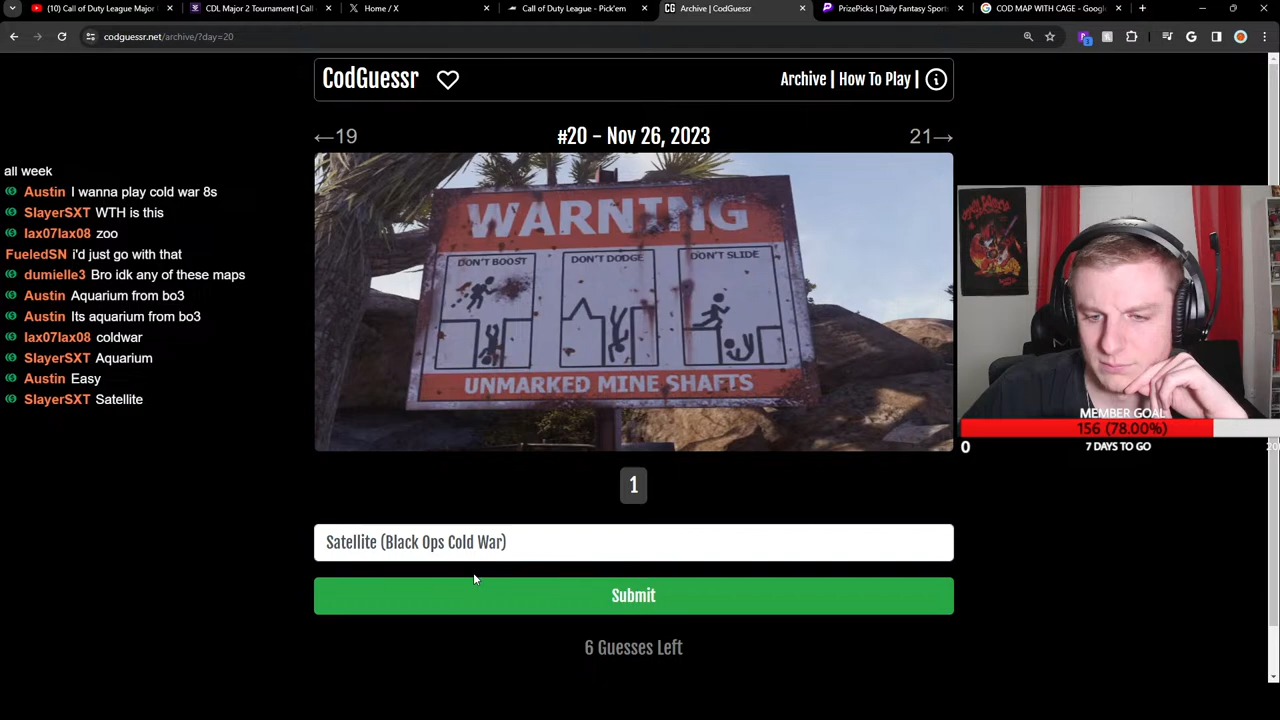 (10) Call of Duty League Major
CDL Major 2 Tournament | Call
Home / X
Call of Duty League - Pick'em
CG Archive | CodGuessr
PrizePicks | Daily Fantasy Sports
COD MAP WITH CAGE - Google
codguessr.net/archive/?day=20
CodGuessr
Archive | How To Play |
←19
#20 - Nov 26, 2023
21→
all week
Austin I wanna play cold war 8s
SlayerSXT WTH is this
lax07lax08 zoo
FueledSN i'd just go with that
dumielle3 Bro idk any of these maps
Austin Aquarium from bo3
Austin Its aquarium from bo3
lax07lax08 coldwar
SlayerSXT Aquarium
Austin Easy
SlayerSXT Satellite
WARNING
DON'T BOOST
DON'T DODGE
DON'T SLIDE
UNMARKED MINE SHAFTS
MEMBER GOAL
156 (78.00%)
0
7 DAYS TO GO
1
Satellite (Black Ops Cold War)
Submit
6 Guesses Left